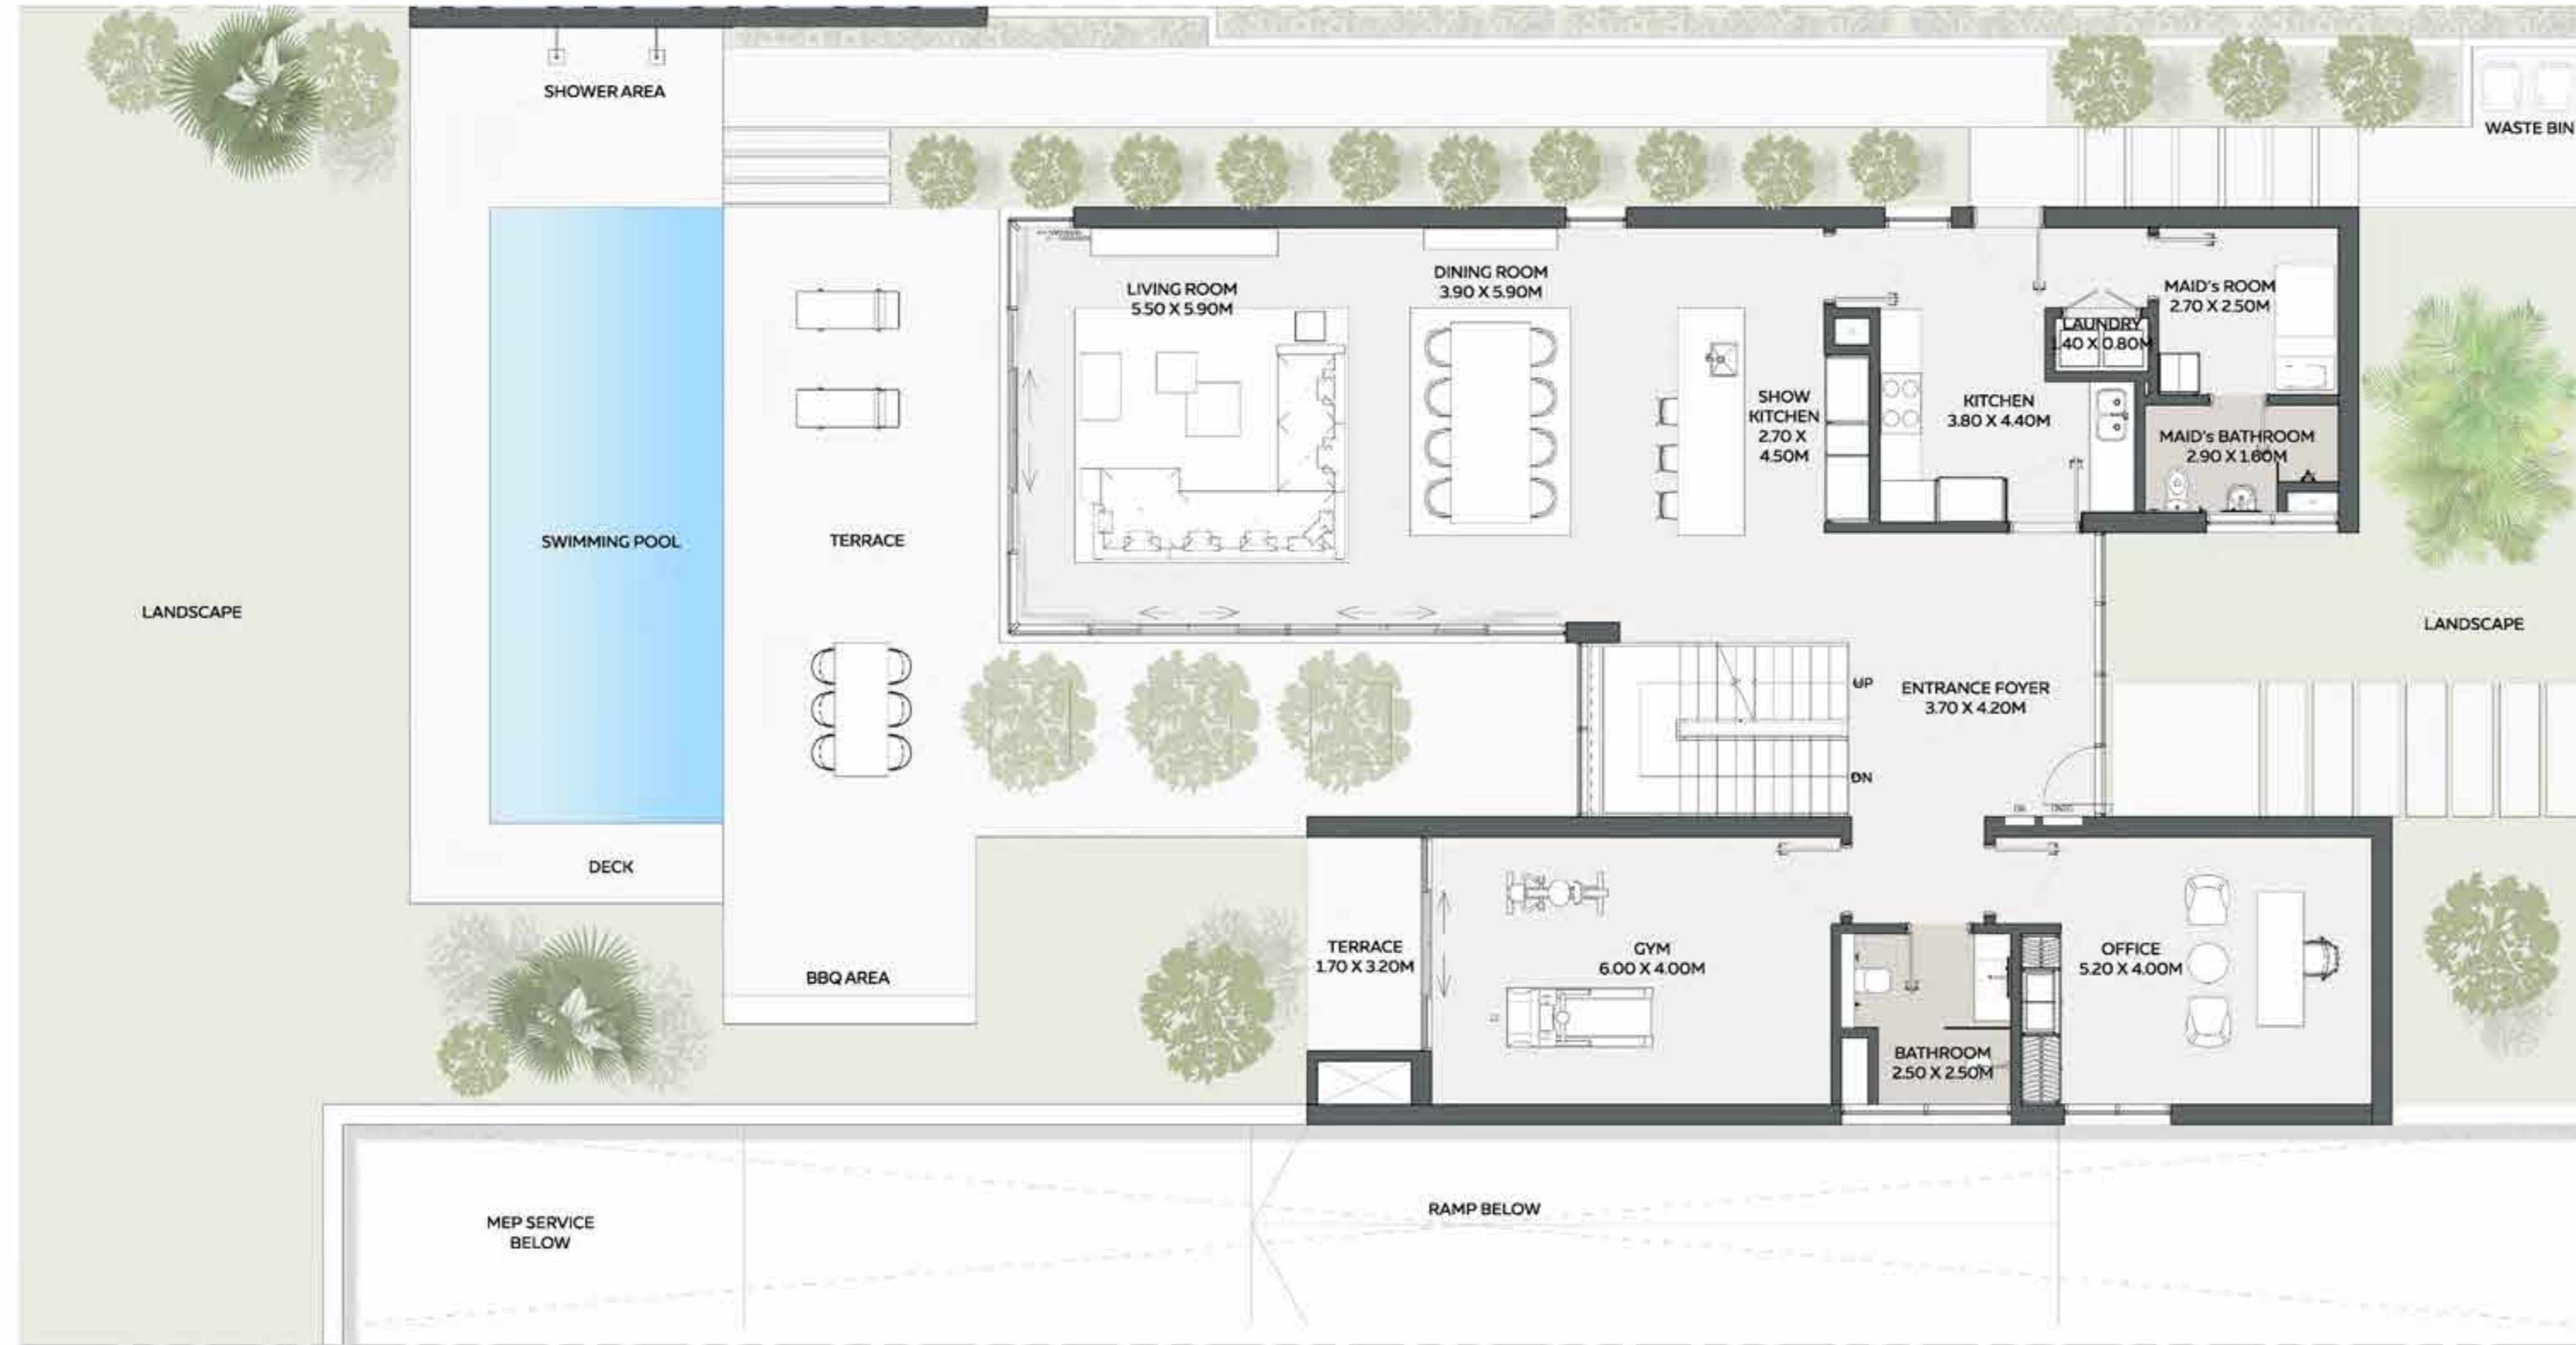 SHOWER AREA
WASTE BIN
LIVING ROOM
5.50 X 5.90M
DINING ROOM
3.90 X 5.90M
MAID's ROOM
2.70 X 2.50M
LAUNDRY
1.40 X 0.80M
SHOW
KITCHEN
2.70 X
4.50M
KITCHEN
3.80 X 4.40M
MAID's BATHROOM
2.90 X 1.60M
SWIMMING POOL
TERRACE
LANDSCAPE
LANDSCAPE
UP
ENTRANCE FOYER
3.70 X 4.20M
DN
DECK
BBQ AREA
TERRACE
1.70 X 3.20M
GYM
6.00 X 4.00M
OFFICE
5.20 X 4.00M
BATHROOM
2.50 X 2.50M
MEP SERVICE
BELOW
RAMP BELOW